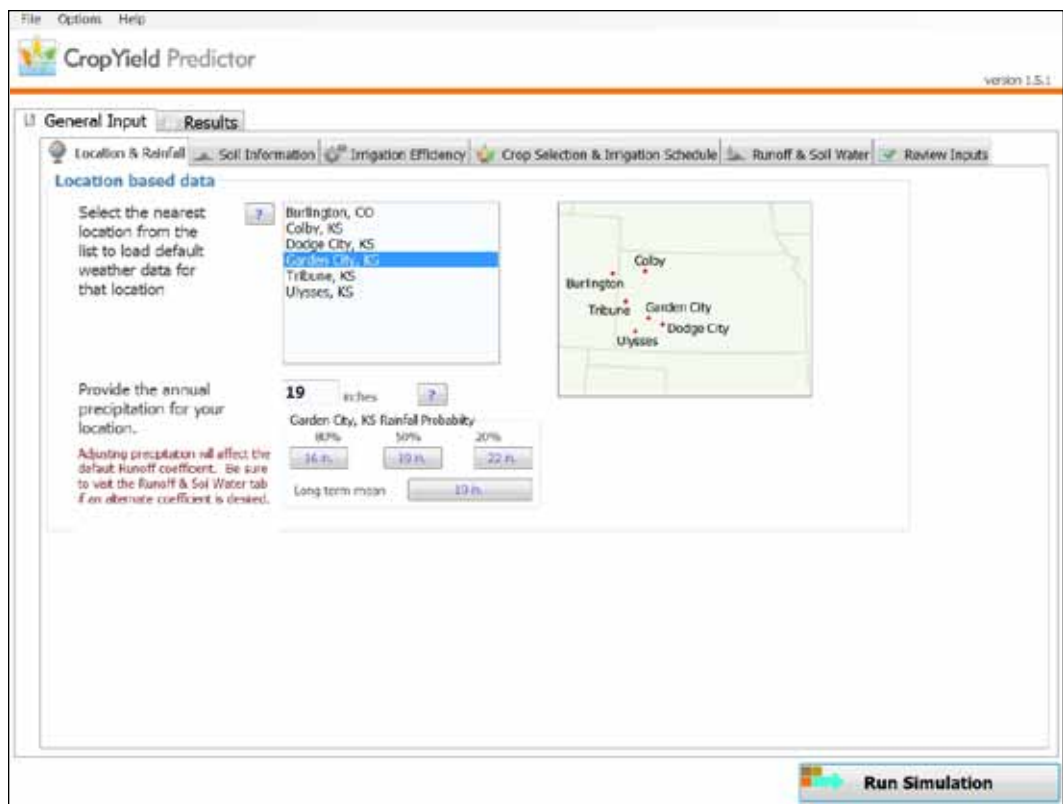 File Options Help
CropYield Predictor
version 1.5.1
General Input Results
Location & Rainfall Soil Information Irrigation Efficiency Crop Selection & Irrigation Schedule Runoff & Soil Water Review Inputs
Location based data
Select the nearest
location from the
list to load default
weather data for
that location
?
Burlington, CO
Colby, KS
Dodge City, KS
Garden City, KS
Tribune, KS
Ulysses, KS
Colby
Burlington
Tribune
Garden City
Dodge City
Ulysses
Provide the annual
precipitation for your
location.
19 inches ?
Adjusting precipitation will affect the
default Runoff coefficient. Be sure
to visit the Runoff & Soil Water tab
if an alternate coefficient is desired.
Garden City, KS Rainfall Probability
80% 50% 20%
16 in. 19 in. 22 in.
Long term mean 19 in.
Run Simulation